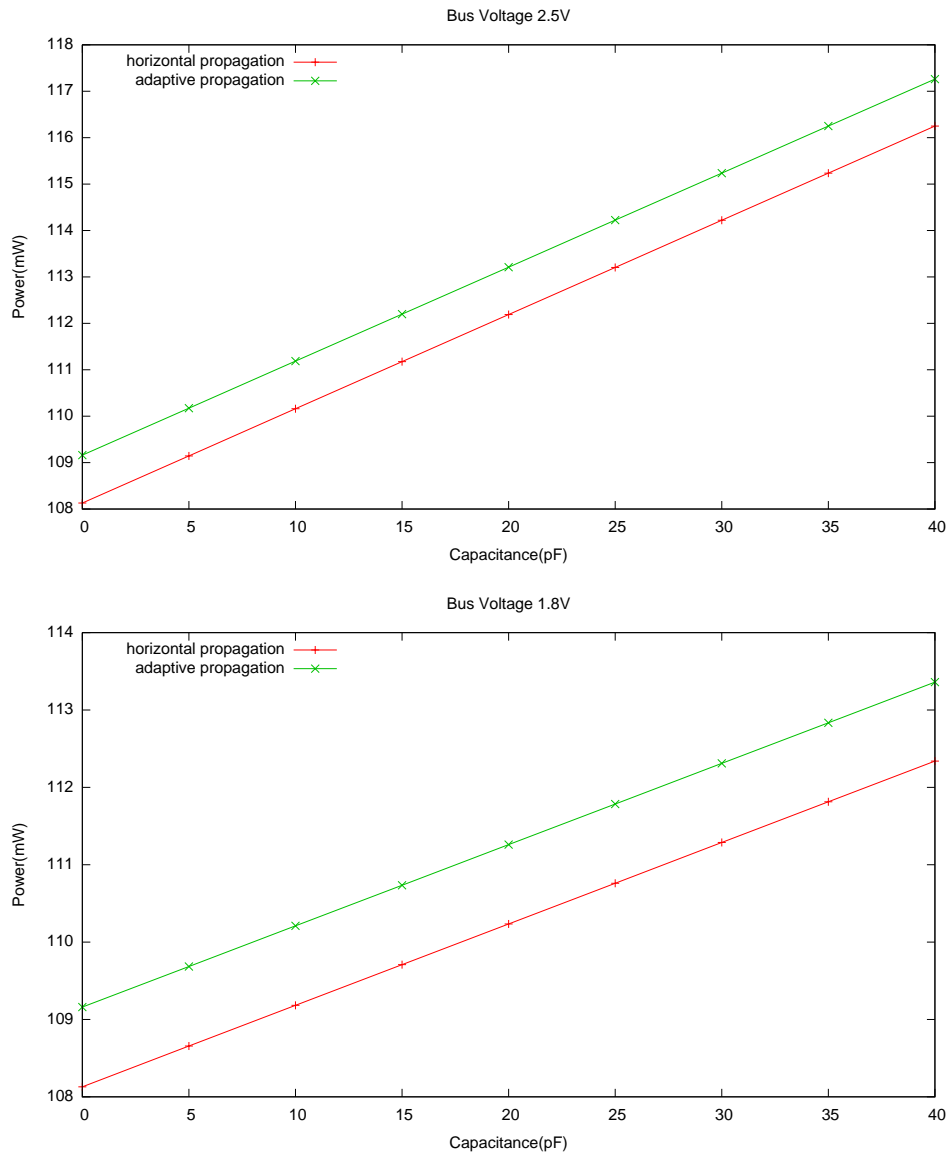 Bus Voltage 2.5V
118
117
116
115
114
113
112
111
110
109
108
Power(mW)
horizontal propagation
adaptive propagation
0 5 10 15 20 25 30 35 40
Capacitance(pF)
Bus Voltage 1.8V
114
113
112
111
110
109
108
Power(mW)
horizontal propagation
adaptive propagation
0 5 10 15 20 25 30 35 40
Capacitance(pF)